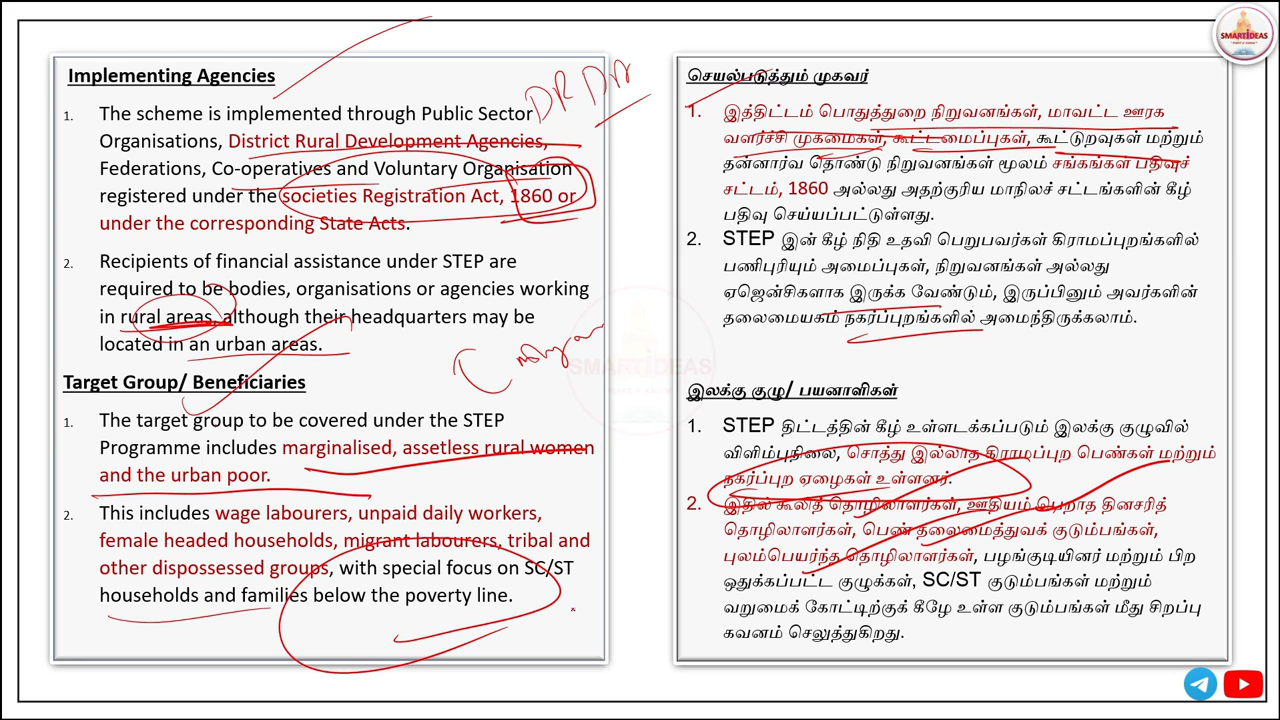 SMARTIDEAS
Implementing Agencies
1. The scheme is implemented through Public Sector
Organisations, District Rural Development Agencies,
Federations, Co-operatives and Voluntary Organisation
registered under the societies Registration Act, 1860 or
under the corresponding State Acts.
2. Recipients of financial assistance under STEP are
required to be bodies, organisations or agencies working
in rural areas, although their headquarters may be
located in an urban areas.
Target Group/ Beneficiaries
1. The target group to be covered under the STEP
Programme includes marginalised, assetless rural women
and the urban poor.
2. This includes wage labourers, unpaid daily workers,
female headed households, migrant labourers, tribal and
other dispossessed groups, with special focus on SC/ST
households and families below the poverty line.
DRDA
செயல்படுத்தும் முகவர்
1. இத்திட்டம் பொதுத்துறை நிறுவனங்கள், மாவட்ட ஊரக
வளர்ச்சி முகமைகள், கூட்டமைப்புகள், கூட்டுறவுகள் மற்றும்
தன்னார்வ தொண்டு நிறுவனங்கள் மூலம் சங்கங்கள் பதிவுச்
சட்டம், 1860 அல்லது அதற்குரிய மாநிலச் சட்டங்களின் கீழ்
பதிவு செய்யப்பட்டுள்ளது.
2. STEP இன் கீழ் நிதி உதவி பெறுபவர்கள் கிராமப்புறங்களில்
பணிபுரியும் அமைப்புகள், நிறுவனங்கள் அல்லது
ஏஜென்சிகளாக இருக்க வேண்டும், இருப்பினும் அவர்களின்
தலைமையகம் நகர்ப்புறங்களில் அமைந்திருக்கலாம்.
இலக்கு குழு/ பயனாளிகள்
1. STEP திட்டத்தின் கீழ் உள்ளடக்கப்படும் இலக்கு குழுவில்
விளிம்புநிலை, சொத்து இல்லாத கிராமப்புற பெண்கள் மற்றும்
நகர்ப்புற ஏழைகள் உள்ளனர்.
2. இதில் கூலித் தொழிலாளர்கள், ஊதியம் பெறாத தினசரித்
தொழிலாளர்கள், பெண் தலைமைத்துவக் குடும்பங்கள்,
புலம்பெயர்ந்த தொழிலாளர்கள், பழங்குடியினர் மற்றும் பிற
ஒதுக்கப்பட்ட குழுக்கள், SC/ST குடும்பங்கள் மற்றும்
வறுமைக் கோட்டிற்குக் கீழே உள்ள குடும்பங்கள் மீது சிறப்பு
கவனம் செலுத்துகிறது.
SMARTIDEAS